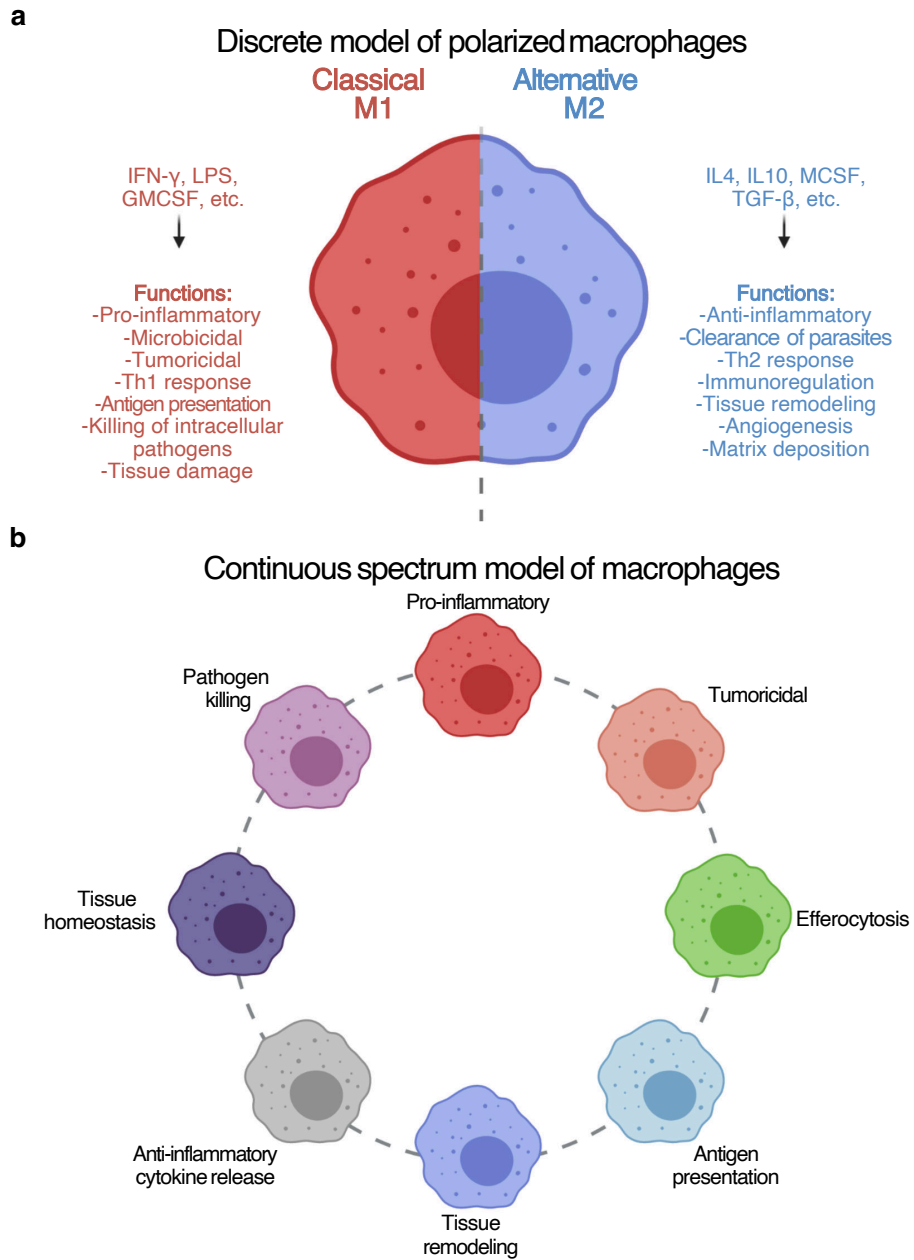 a
Discrete model of polarized macrophages
Classical
M1
Alternative
M2
IFN-γ, LPS,
GMCSF, etc.
Functions:
-Pro-inflammatory
-Microbicidal
-Tumoricidal
-Th1 response
-Antigen presentation
-Killing of intracellular
pathogens
-Tissue damage
IL4, IL10, MCSF,
TGF-β, etc.
Functions:
-Anti-inflammatory
-Clearance of parasites
-Th2 response
-Immunoregulation
-Tissue remodeling
-Angiogenesis
-Matrix deposition
b
Continuous spectrum model of macrophages
Pro-inflammatory
Pathogen
killing
Tumoricidal
Tissue
homeostasis
Efferocytosis
Anti-inflammatory
cytokine release
Antigen
presentation
Tissue
remodeling